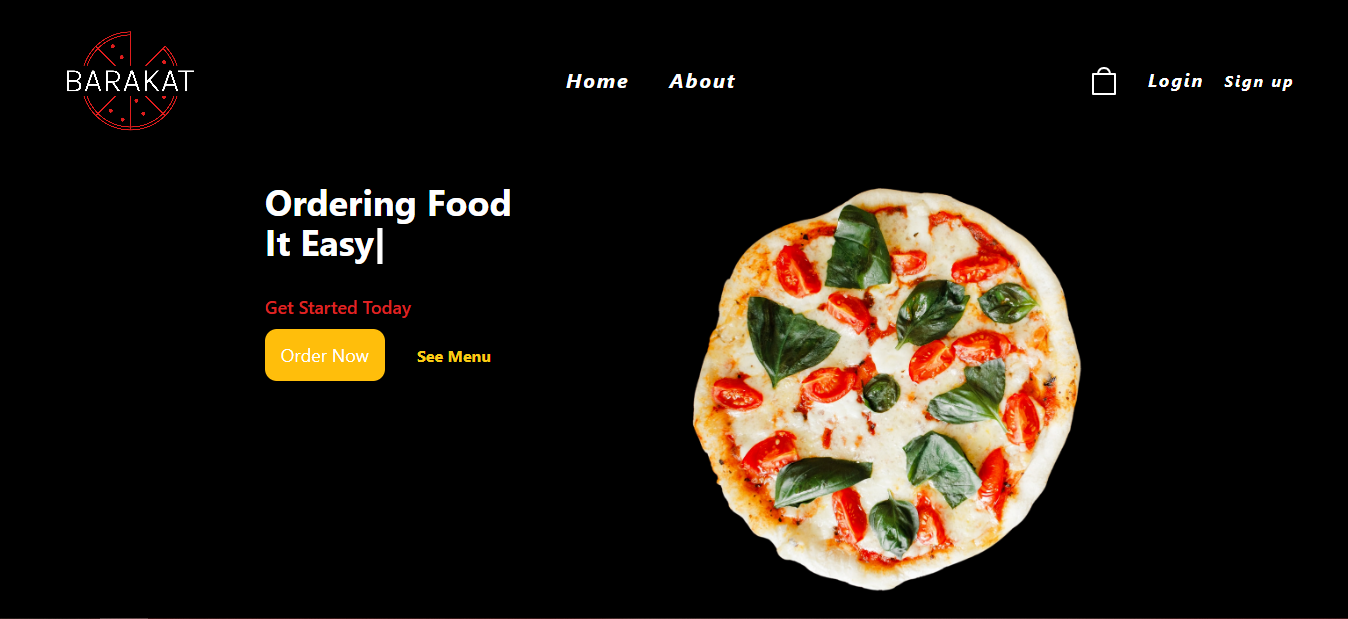 BARAKAT
Home About
Login Sign up
Ordering Food
It Easy|
Get Started Today
Order Now See Menu